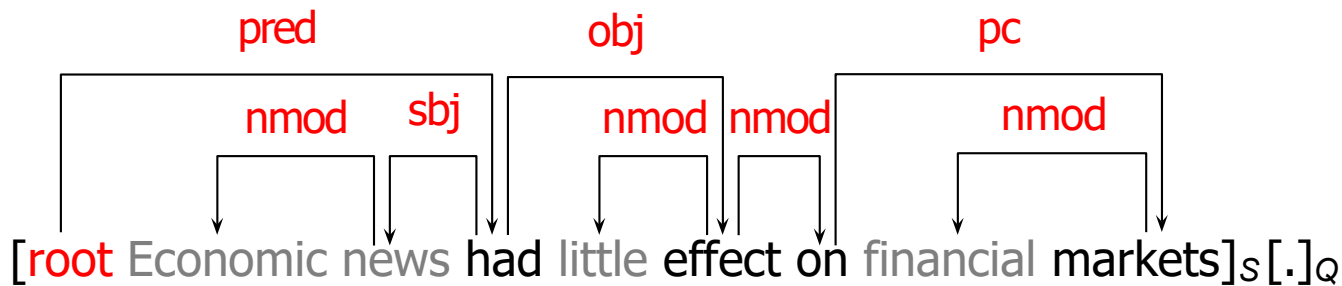 pred obj pc
nmod sbj nmod nmod nmod
[root Economic news had little effect on financial markets]S [.]Q